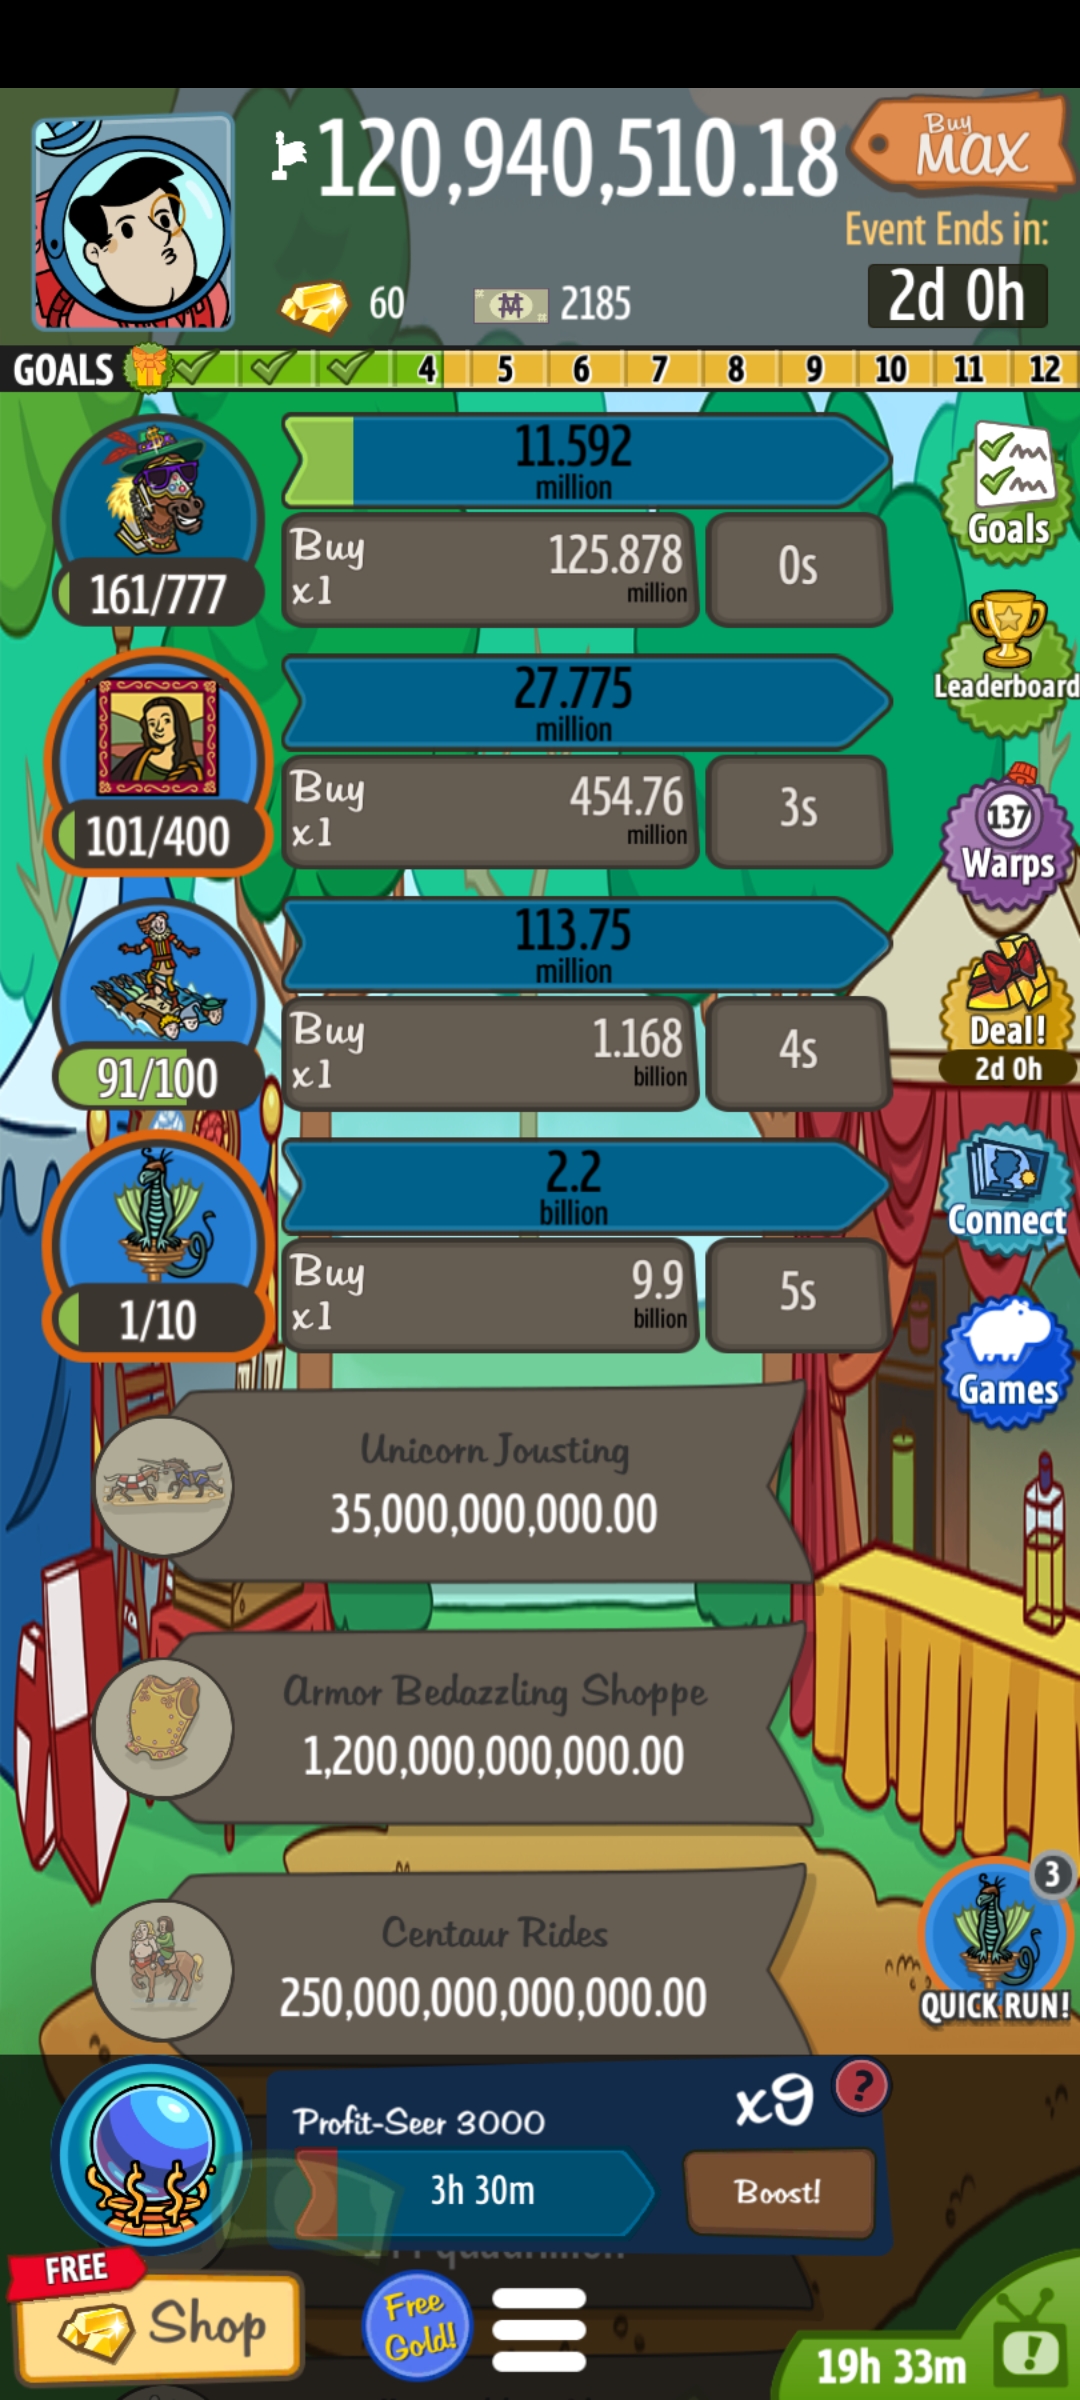 120,940,510.18
Buy
MAX
Event Ends in:
60
2185
2d 0h
GOALS
4 5 6 7 8 9 10 11 12
11.592
million
Buy
x1
125.878
million
0s
161/777
Goals
Leaderboard
27.775
million
Buy
x1
454.76
million
3s
101/400
137
Warps
113.75
million
Buy
x1
1.168
billion
4s
91/100
Deal!
2d 0h
2.2
billion
Buy
x1
9.9
billion
5s
1/10
Connect
Games
Unicorn Jousting
35,000,000,000.00
Armor Bedazzling Shoppe
1,200,000,000,000.00
Centaur Rides
250,000,000,000,000.00
3
QUICK RUN!
Profit-Seer 3000
x9
?
3h 30m
Boost!
FREE
Shop
Free
Gold!
19h 33m
!